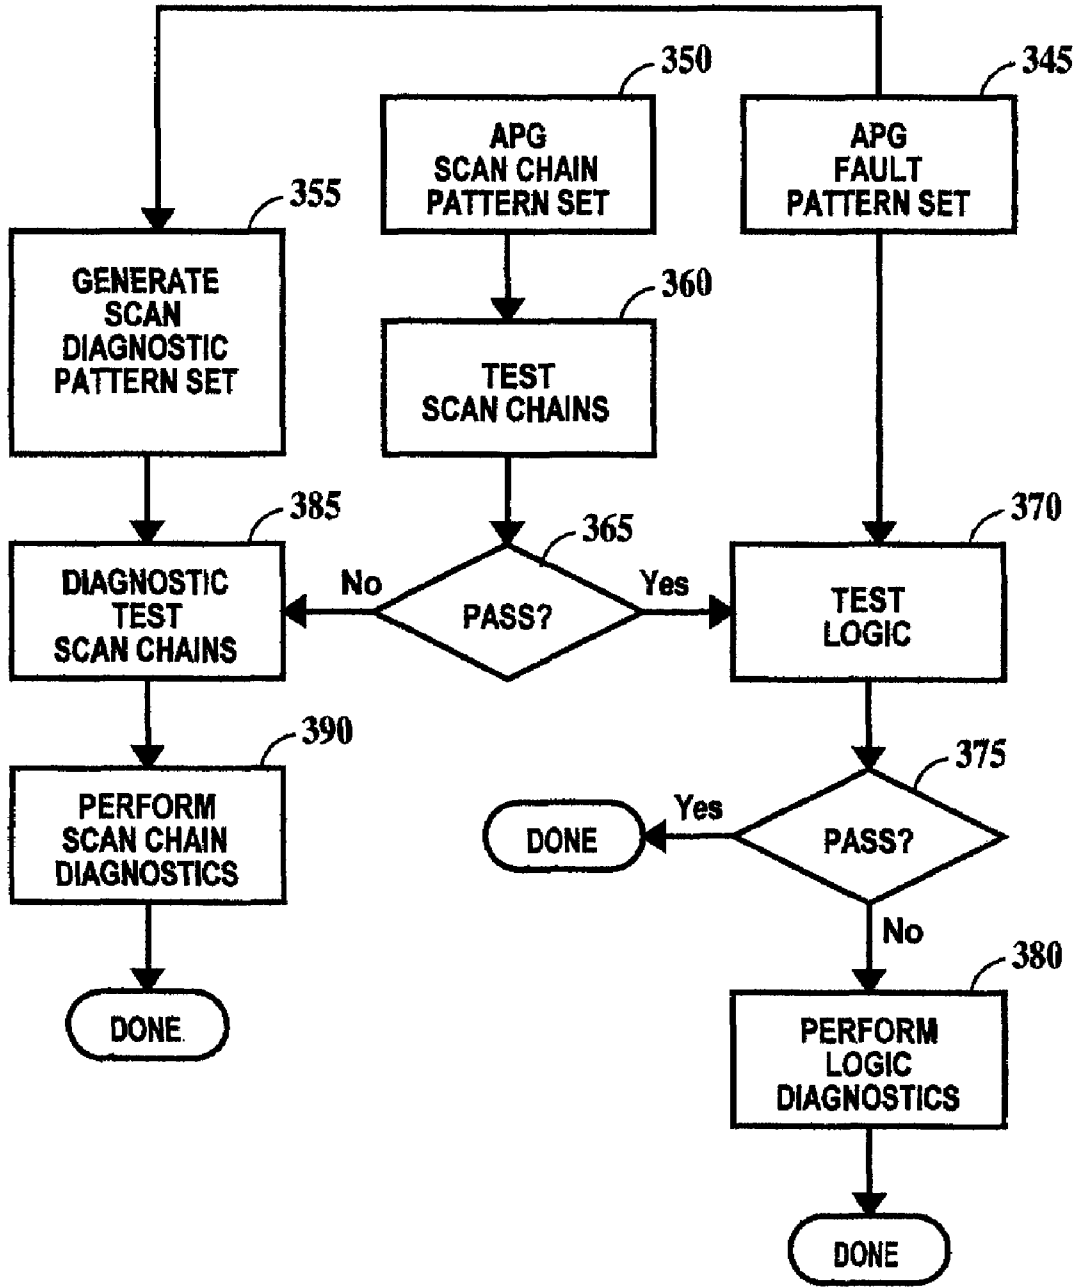 350
345
APG
SCAN CHAIN
PATTERN SET
APG
FAULT
PATTERN SET
355
GENERATE
SCAN
DIAGNOSTIC
PATTERN SET
360
TEST
SCAN CHAINS
385
DIAGNOSTIC
TEST
SCAN CHAINS
No
365
PASS?
Yes
370
TEST
LOGIC
390
PERFORM
SCAN CHAIN
DIAGNOSTICS
DONE
375
PASS?
Yes
DONE
No
380
PERFORM
LOGIC
DIAGNOSTICS
DONE